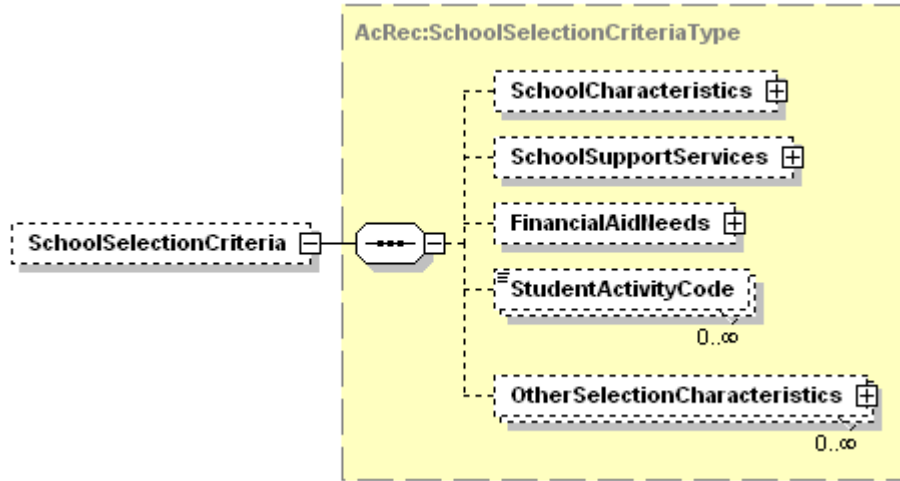 AcRec:SchoolSelectionCriteriaType
SchoolCharacteristics
SchoolSupportServices
SchoolSelectionCriteria
FinancialAidNeeds
StudentActivityCode
0..∞
OtherSelectionCharacteristics
0..∞